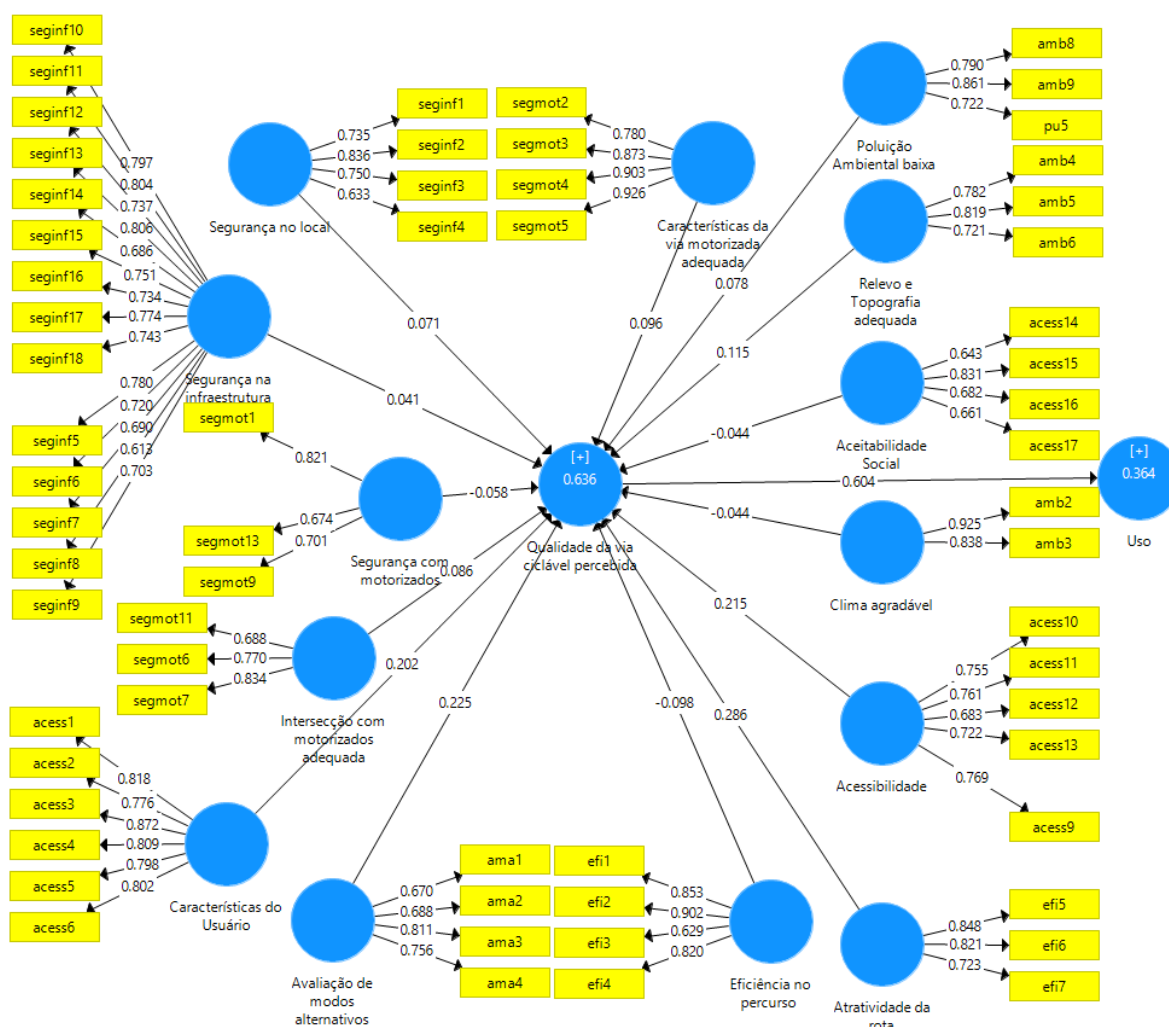 seginf10
seginf11
seginf12
seginf13
seginf14
seginf15
seginf16
seginf17
seginf18
0.797
0.804
0.737
0.806
0.686
0.751
0.734
0.774
0.743
0.780
0.720
0.690
0.613
0.703
Segurança na
infraestrutura
seginf5
seginf6
seginf7
seginf8
seginf9
Segurança no local
0.735
0.836
0.750
0.633
seginf1
seginf2
seginf3
seginf4
segmot2
segmot3
segmot4
segmot5
0.780
0.873
0.903
0.926
Características da
via motorizada
adequada
Poluição
Ambiental baixa
0.790
0.861
0.722
amb8
amb9
pu5
Relevo e
Topografia
adequada
0.782
0.819
0.721
amb4
amb5
amb6
Aceitabilidade
Social
0.643
0.831
0.682
0.661
acess14
acess15
acess16
acess17
0.071
0.096
0.078
0.115
0.041
-0.044
-0.058
-0.044
0.604
[+]
0.636
Qualidade da via
ciclável percebida
[+]
0.364
Uso
segmot1
segmot13
segmot9
0.821
0.674
0.701
Segurança com
motorizados
Clima agradável
0.925
0.838
amb2
amb3
0.086
0.202
0.225
-0.098
0.286
0.215
segmot11
segmot6
segmot7
0.688
0.770
0.834
Intersecção com
motorizados
adequada
Acessibilidade
0.755
0.761
0.683
0.722
0.769
acess10
acess11
acess12
acess13
acess9
acess1
acess2
acess3
acess4
acess5
acess6
0.818
0.776
0.872
0.809
0.798
0.802
Características do
Usuário
Avaliação de
modos
alternativos
0.670
0.688
0.811
0.756
ama1
ama2
ama3
ama4
efi1
efi2
efi3
efi4
0.853
0.902
0.629
0.820
Eficiência no
percurso
Atratividade da
rota
0.848
0.821
0.723
efi5
efi6
efi7